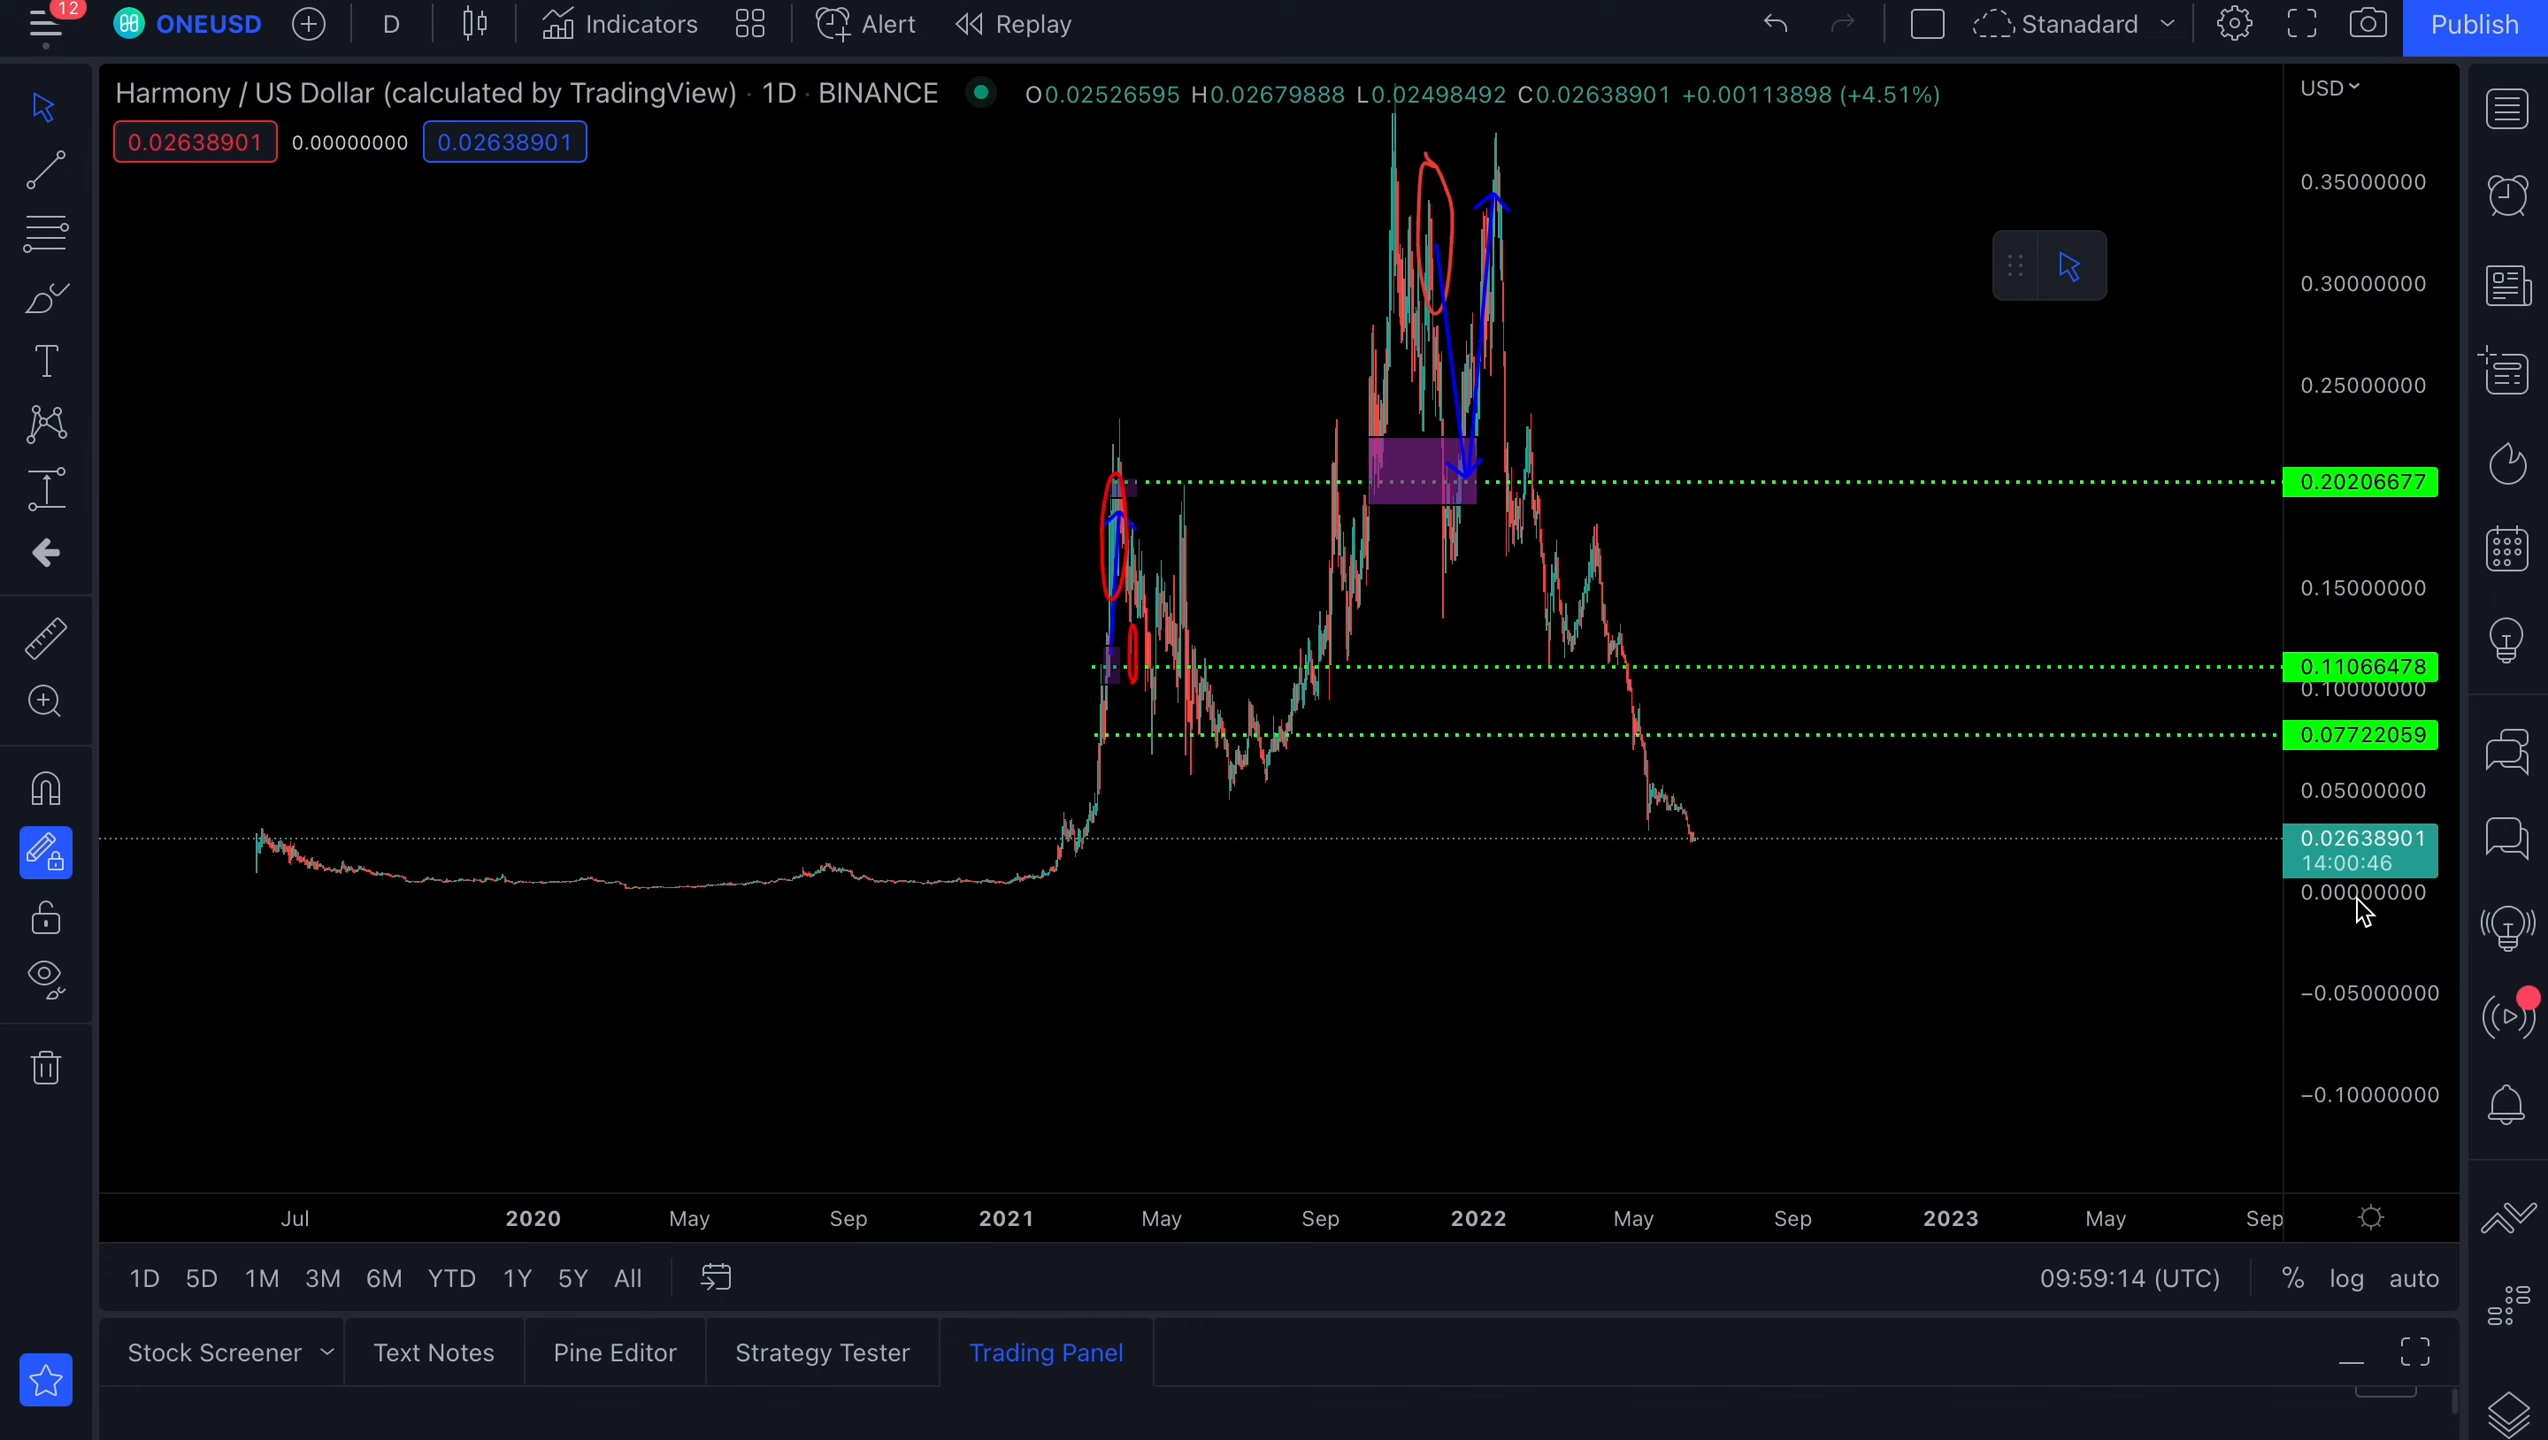 12
ONEUSD D Indicators Alert Replay Stanadard Publish
Harmony / US Dollar (calculated by TradingView) · 1D · BINANCE O0.02526595 H0.02679888 L0.02498492 C0.02638901 +0.00113898 (+4.51%)
USD
0.02638901 0.00000000 0.02638901
0.35000000
0.30000000
0.25000000
0.20206677
0.15000000
0.11066478
0.10000000
0.07722059
0.05000000
0.02638901
14:00:46
0.00000000
−0.05000000
−0.10000000
Jul 2020 May Sep 2021 May Sep 2022 May Sep 2023 May Sep
1D 5D 1M 3M 6M YTD 1Y 5Y All 09:59:14 (UTC) % log auto
Stock Screener Text Notes Pine Editor Strategy Tester Trading Panel